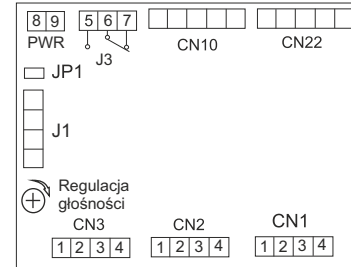 8 9 5 6 7
PWR J3 CN10 CN22
JP1
J1
Regulacja
głośności
CN3 CN2 CN1
1 2 3 4 1 2 3 4 1 2 3 4